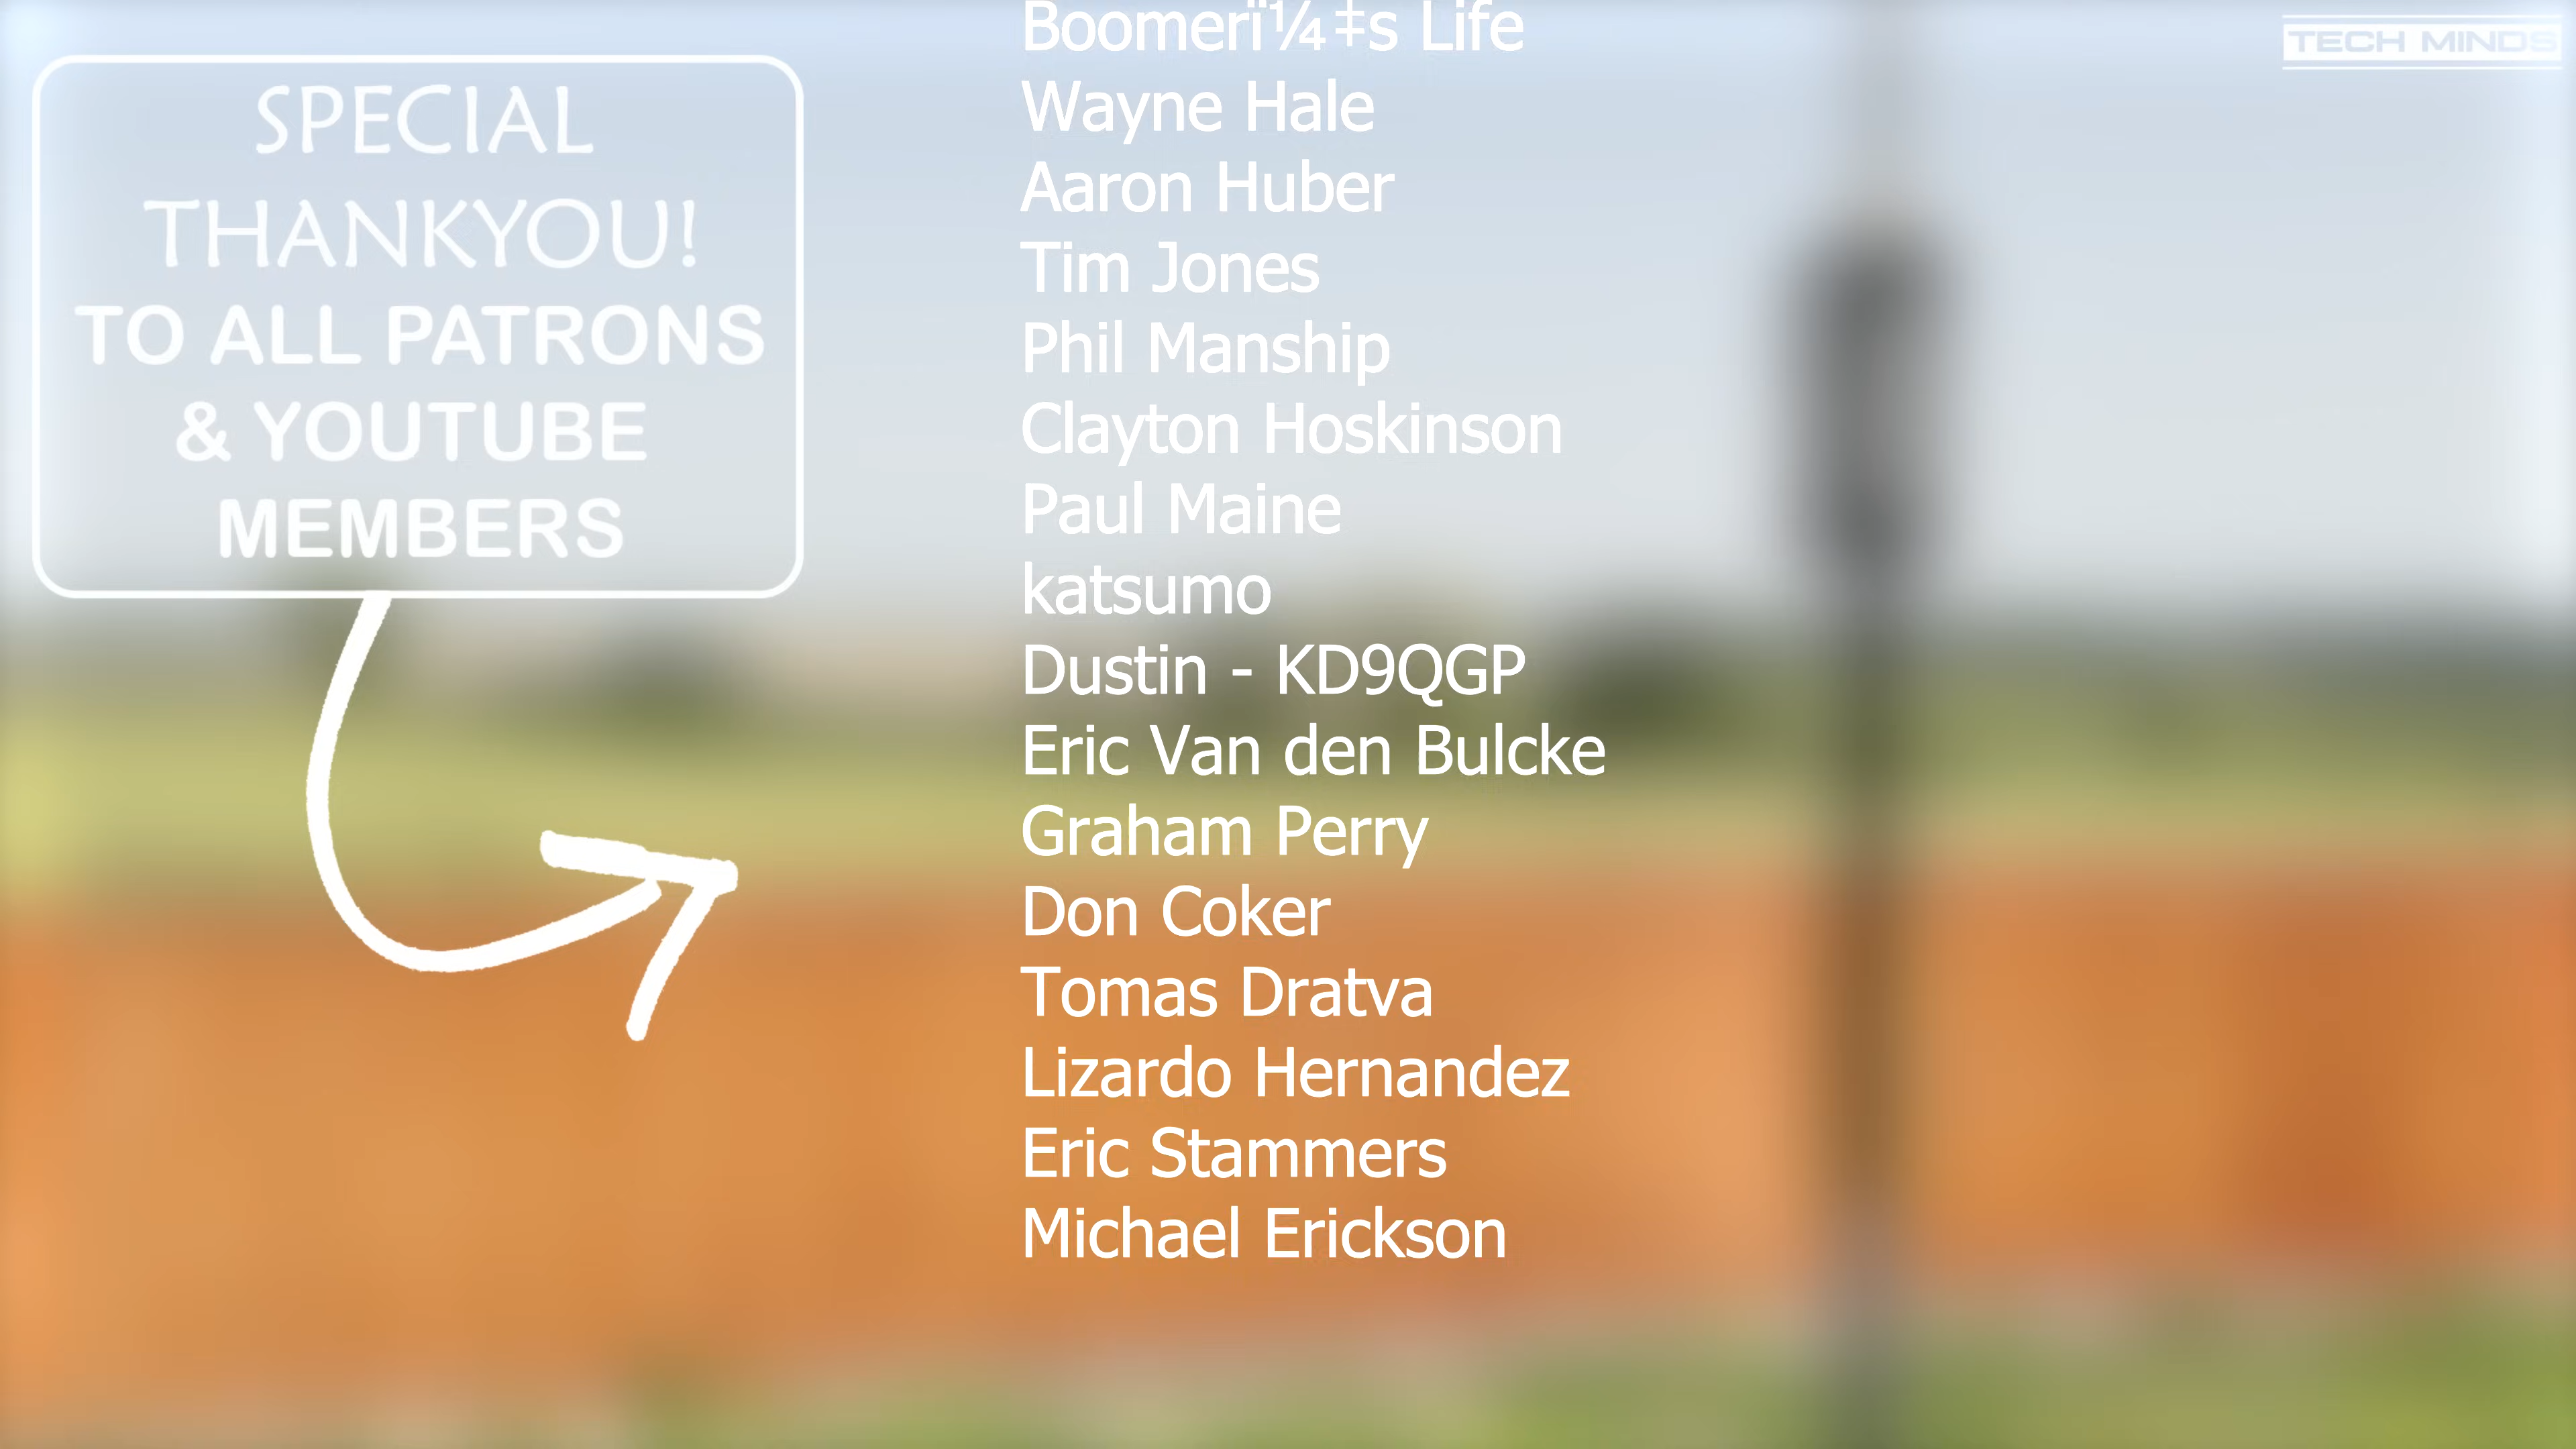 SPECIAL
THANKYOU!
TO ALL PATRONS
& YOUTUBE
MEMBERS
Boomerï¼‡s Life
Wayne Hale
Aaron Huber
Tim Jones
Phil Manship
Clayton Hoskinson
Paul Maine
katsumo
Dustin - KD9QGP
Eric Van den Bulcke
Graham Perry
Don Coker
Tomas Dratva
Lizardo Hernandez
Eric Stammers
Michael Erickson
TECH MINDS